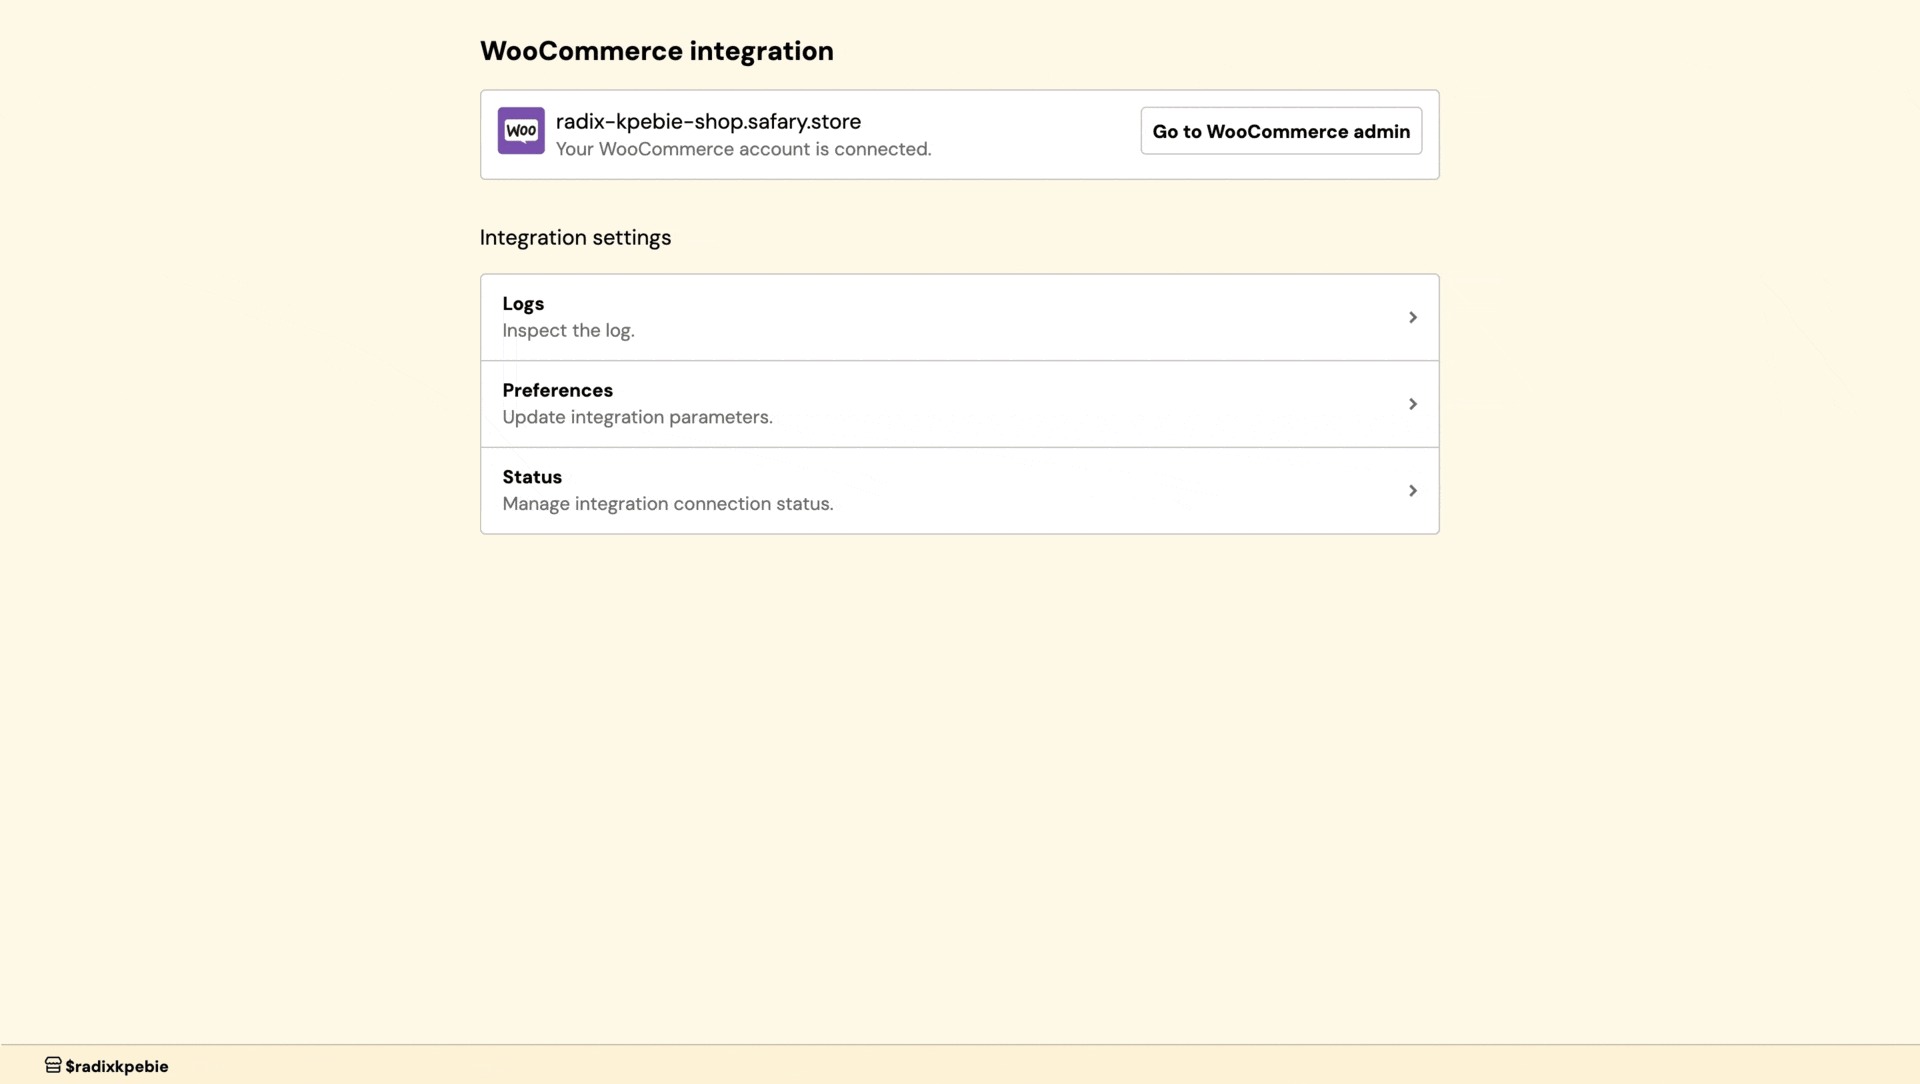 WooCommerce integration
Woo
radix-kpebie-shop.safary.store
Your WooCommerce account is connected.
Go to WooCommerce admin
Integration settings
Logs
Inspect the log.
Preferences
Update integration parameters.
Status
Manage integration connection status.
$radixkpebie